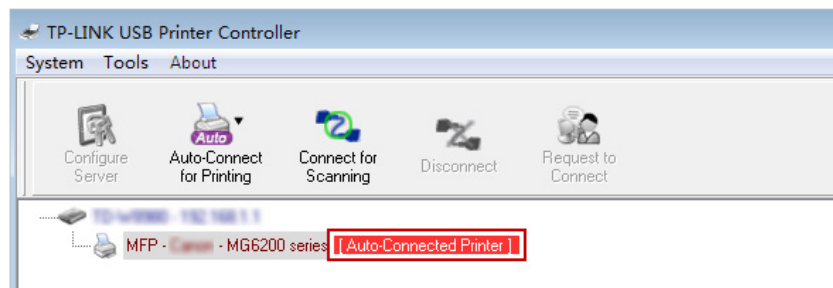 TP-LINK USB Printer Controller
System Tools About
Auto
Configure Server
Auto-Connect for Printing
Connect for Scanning
Disconnect
Request to Connect
MFP - - MG6200 series [ Auto-Connected Printer ]